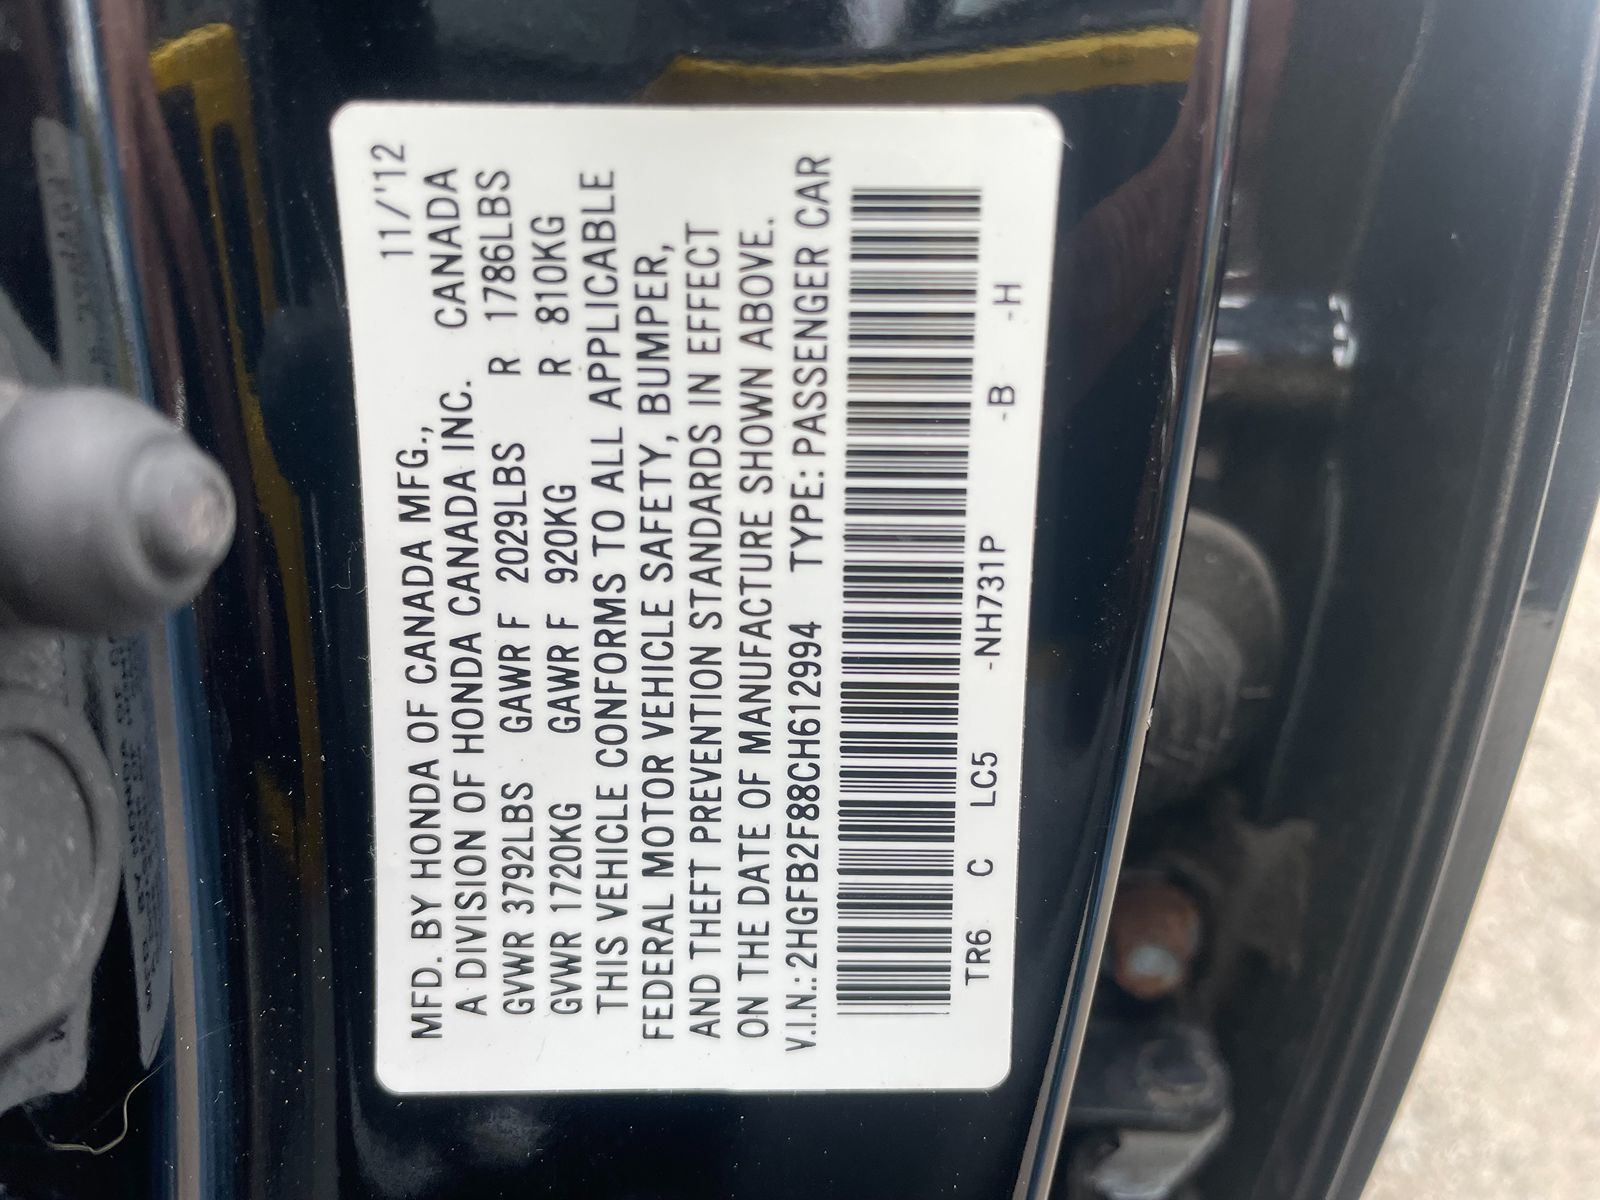 MFD. BY HONDA OF CANADA MFG., 11/'12
A DIVISION OF HONDA CANADA INC. CANADA
GVWR 3792LBS GAWR F 2029LBS R 1786LBS
GVWR 1720KG GAWR F 920KG R 810KG
THIS VEHICLE CONFORMS TO ALL APPLICABLE
FEDERAL MOTOR VEHICLE SAFETY, BUMPER,
AND THEFT PREVENTION STANDARDS IN EFFECT
ON THE DATE OF MANUFACTURE SHOWN ABOVE.
V.I.N.: 2HGFB2F88CH612994 TYPE: PASSENGER CAR
TR6 C LC5 -NH731P -B -H